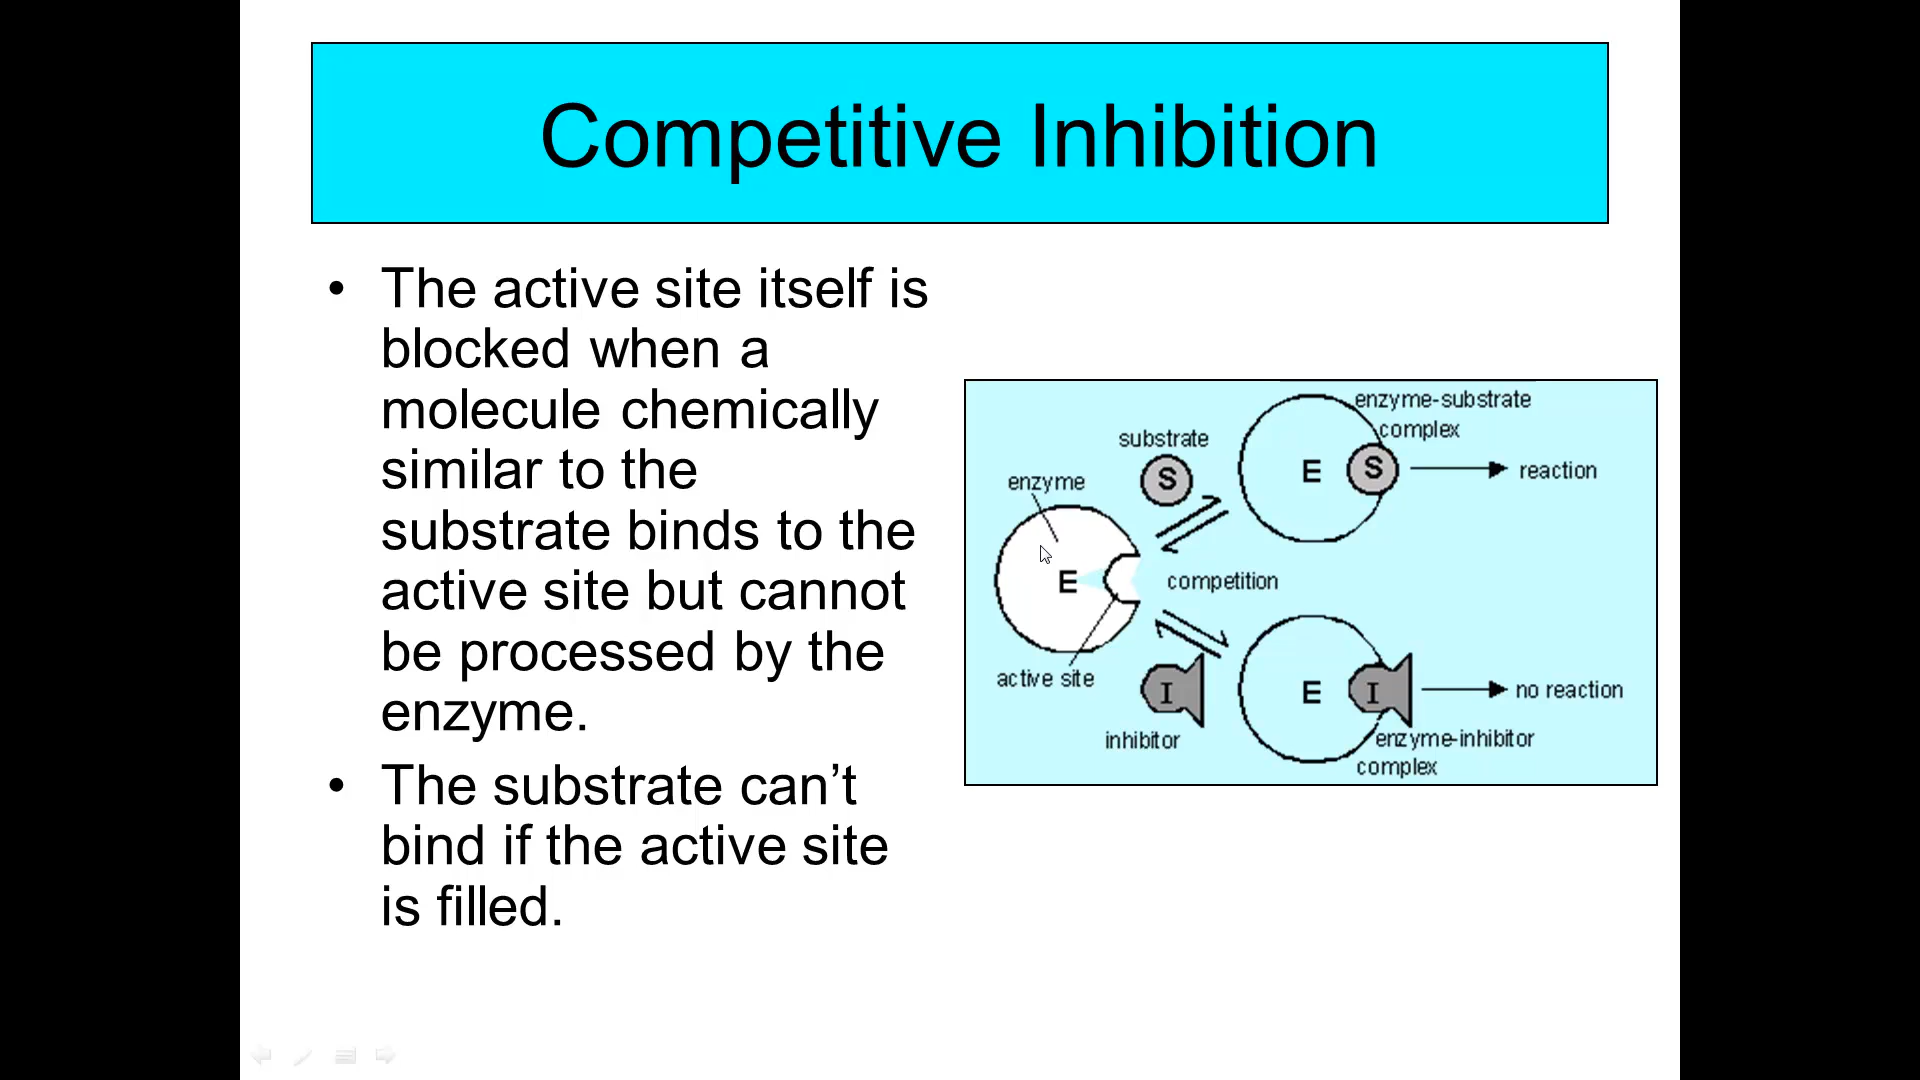 Competitive Inhibition
• The active site itself is
blocked when a
molecule chemically
similar to the
substrate binds to the
active site but cannot
be processed by the
enzyme.
• The substrate can’t
bind if the active site
is filled.
enzyme-substrate
complex
substrate
S
E
S
reaction
enzyme
E
competition
active site
I
inhibitor
E
I
no reaction
enzyme-inhibitor
complex